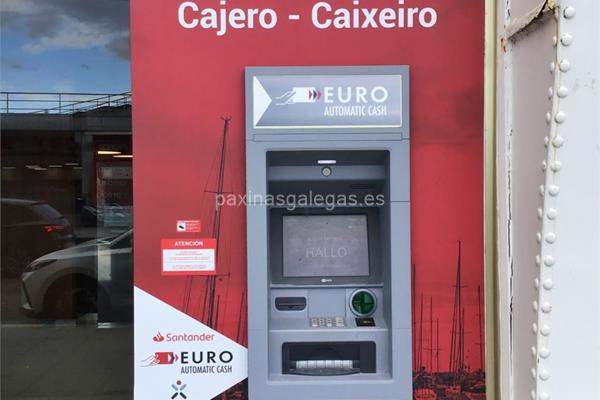 Cajero - Caixeiro
EURO
AUTOMATIC CASH
paxinasgalegas.es
HALLO
ATENCIÓN
Santander
EURO
AUTOMATIC CASH